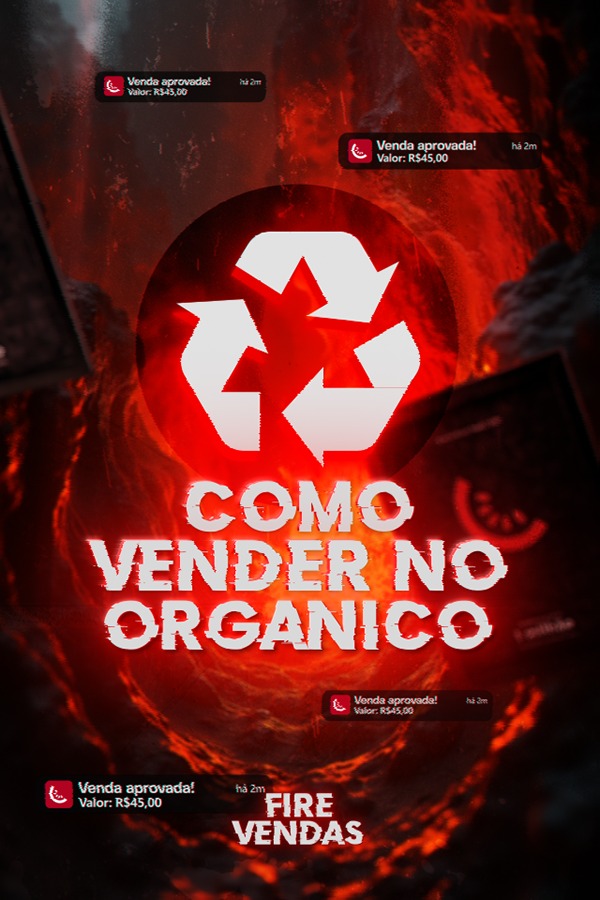 Venda aprovada! há 2m
Valor: R$45,00
Venda aprovada! há 2m
Valor: R$45,00
COMO
VENDER NO
ORGANICO
Venda aprovada! há 2m
Valor: R$45,00
Venda aprovada! há 2m
Valor: R$45,00
FIRE
VENDAS